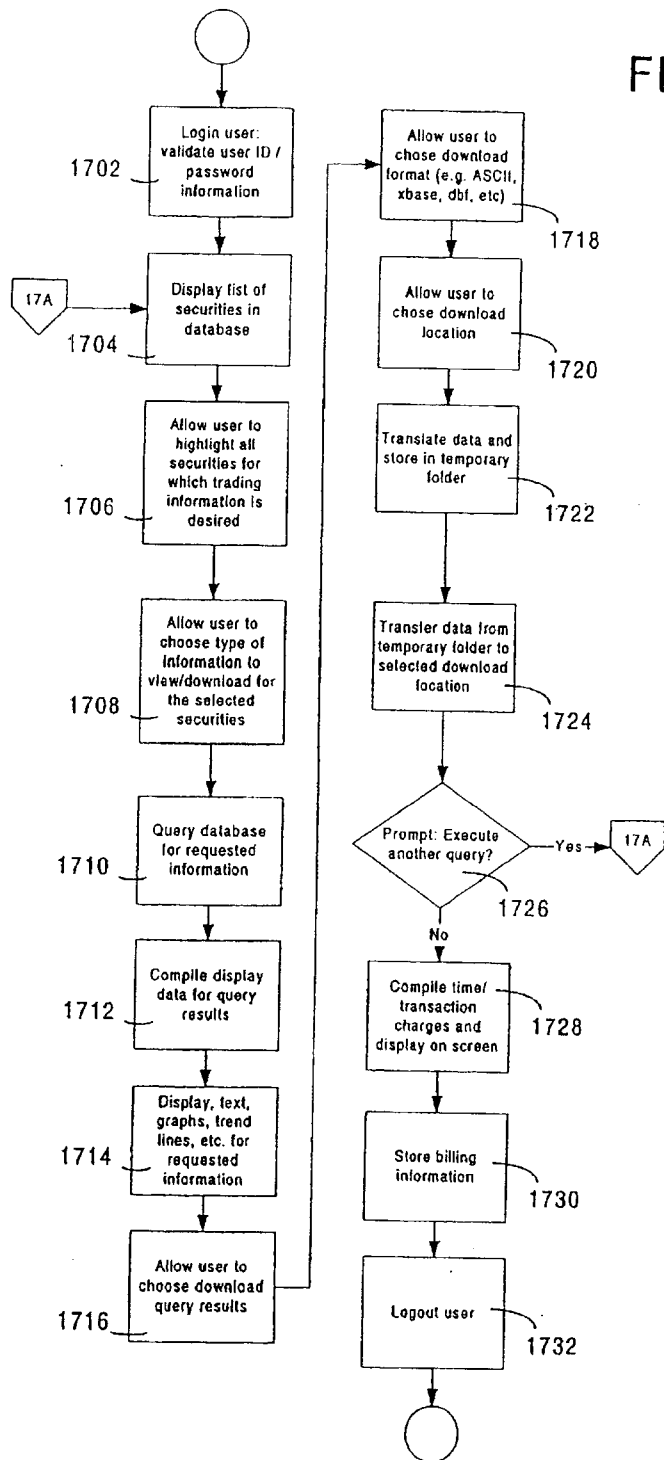 FI
Login user:
validate user ID /
password
information
1702
17A
Display list of
securities in
database
1704
Allow user to
highlight all
securities for
which trading
information is
desired
1706
Allow user to
choose type of
information to
view/download for
the selected
securities
1708
Query database
for requested
information
1710
Compile display
data for query
results
1712
Display, text,
graphs, trend
lines, etc. for
requested
information
1714
Allow user to
choose download
query results
1716
Allow user to
chose download
format (e.g. ASCII,
xbase, dbf, etc)
1718
Allow user to
chose download
location
1720
Translate data and
store in temporary
folder
1722
Transfer data from
temporary folder to
selected download
location
1724
Prompt: Execute
another query?
1726
Yes
17A
No
Compile time/
transaction
charges and
display on screen
1728
Store billing
information
1730
Logout user
1732